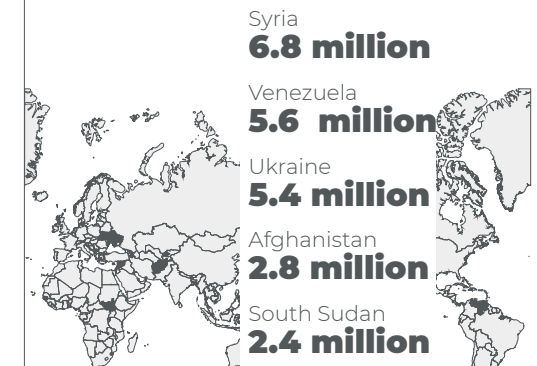 Syria
6.8 million
Venezuela
5.6 million
Ukraine
5.4 million
Afghanistan
2.8 million
South Sudan
2.4 million